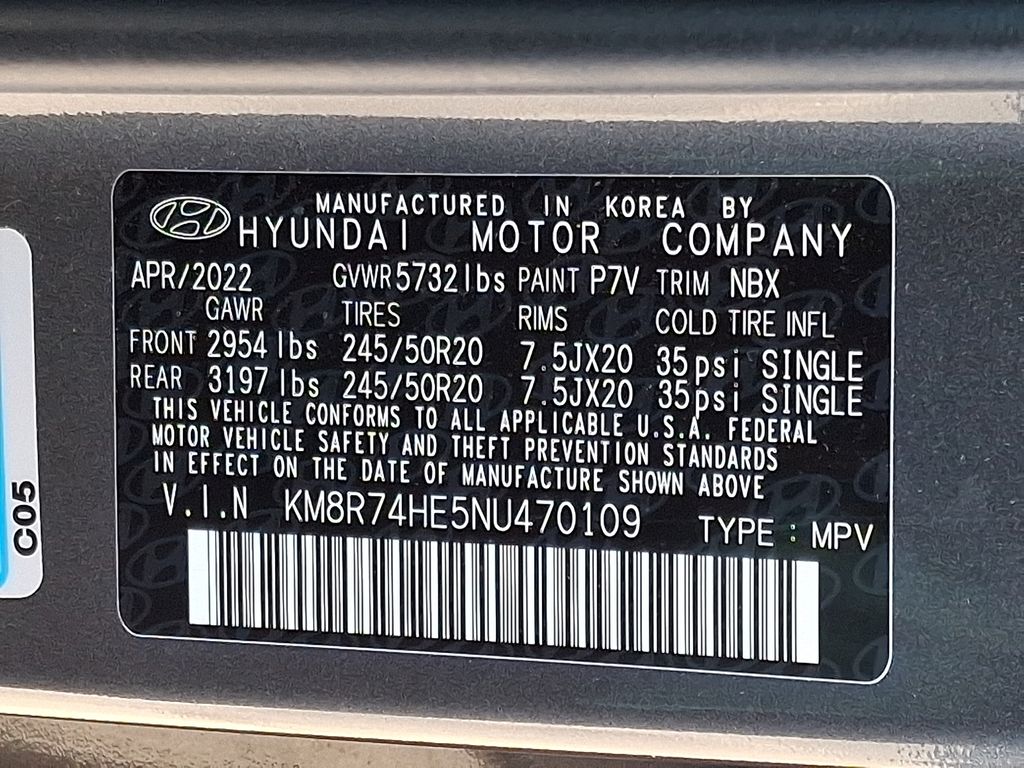 MANUFACTURED IN KOREA BY
HYUNDAI MOTOR COMPANY
APR/2022 GVWR 5732 lbs PAINT P7V TRIM NBX
GAWR TIRES RIMS COLD TIRE INFL
FRONT 2954 lbs 245/50R20 7.5JX20 35psi SINGLE
REAR 3197 lbs 245/50R20 7.5JX20 35psi SINGLE
THIS VEHICLE CONFORMS TO ALL APPLICABLE U.S.A. FEDERAL
MOTOR VEHICLE SAFETY AND THEFT PREVENTION STANDARDS
IN EFFECT ON THE DATE OF MANUFACTURE SHOWN ABOVE
V.I.N KM8R74HE5NU470109 TYPE : MPV
C05